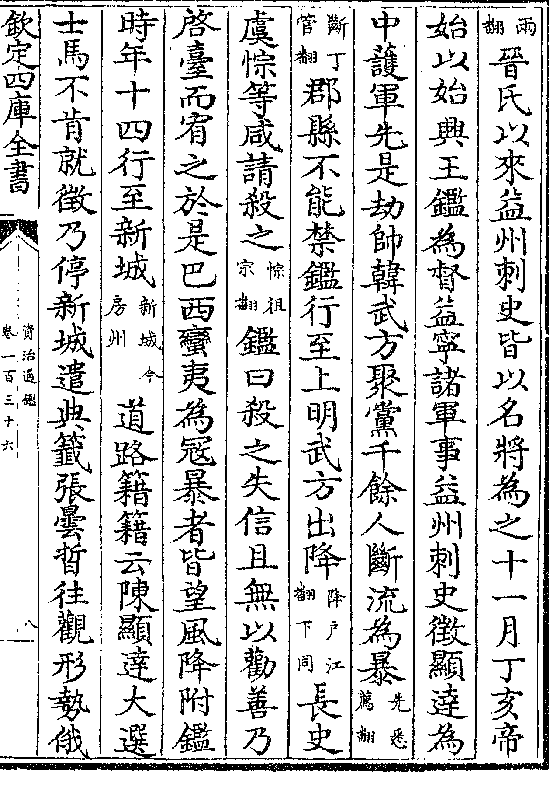 雨翻晉氏以來益州刺史皆以名將為之十一月丁亥帝
始以始興王鑑為督益寧諸軍事益州刺史徵顯達為
中護軍先是劫帥韓武方聚黨千餘人斷流為暴先悉薦翻
斷丁管翻郡縣不能禁鑑行至上明武方出降降戶江翻下同長史
虞悰等咸請殺之悰徂宗翻鑑曰殺之失信且無以勸善乃
啓臺而宥之於是巴西蠻夷為寇暴者皆望風降附鑑
時年十四行至新城新城今房州道路籍籍云陳顯達大選
士馬不肯就徵乃停新城遣典籤張曇晢往觀形勢俄
欽定四庫全書
資治通鑑
卷一百三十六
八